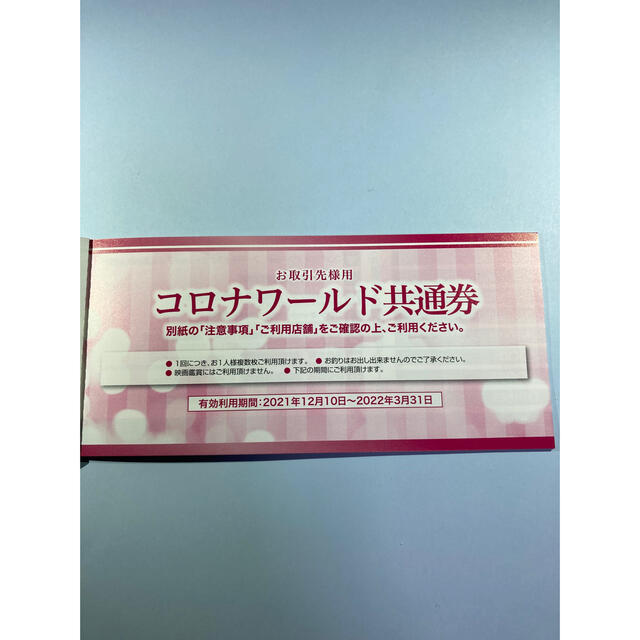 お取引先様用
コロナワールド共通券
別紙の「注意事項」「ご利用店舗」をご確認の上、ご利用ください。
● 1回につき、お1人様複数枚ご利用頂けます。 ● お釣りはお出し出来ませんのでご了承ください。
● 映画鑑賞にはご利用頂けません。 ● 下記の期間にご利用頂けます。
有効利用期間：2021年12月10日～2022年3月31日